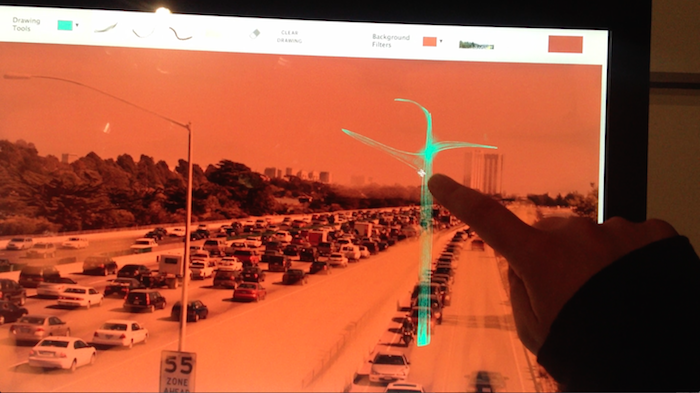 Drawing
Tools
CLEAR
DRAWING
Background
Filters
55
ZONE
AHEAD